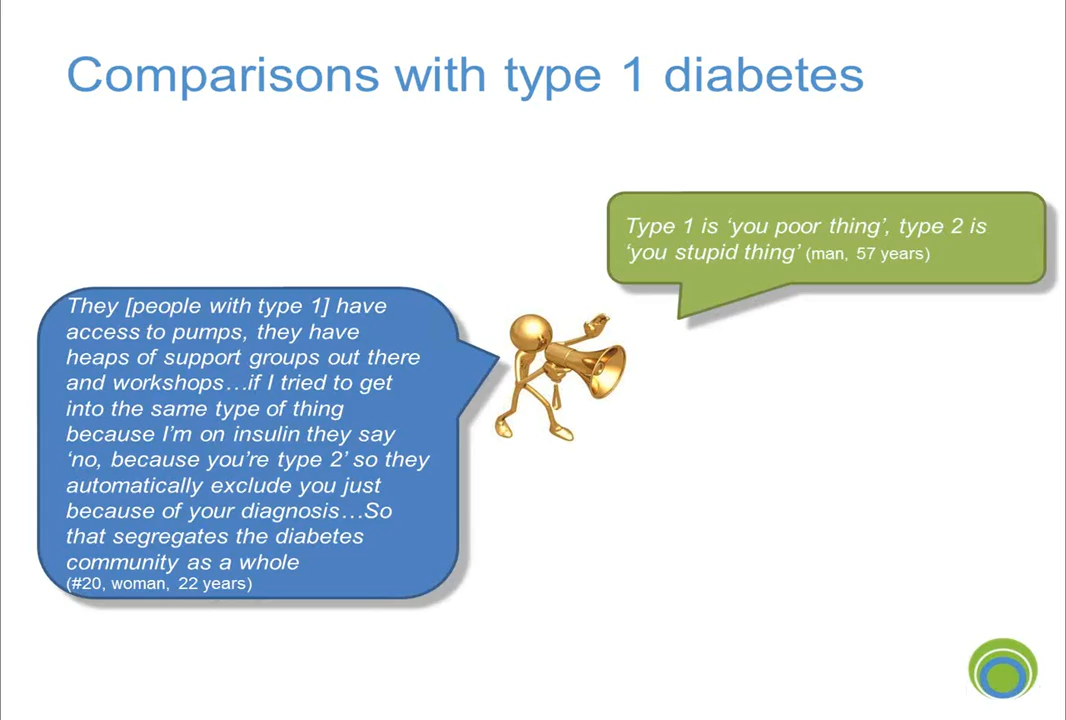 Comparisons with type 1 diabetes
Type 1 is ‘you poor thing’, type 2 is
‘you stupid thing’ (man, 57 years)
They [people with type 1] have
access to pumps, they have
heaps of support groups out there
and workshops…if I tried to get
into the same type of thing
because I’m on insulin they say
‘no, because you’re type 2’ so they
automatically exclude you just
because of your diagnosis…So
that segregates the diabetes
community as a whole
(#20, woman, 22 years)